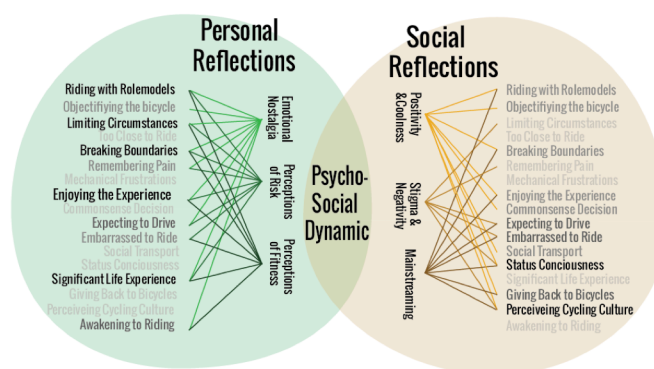 Personal
Reflections
Riding with Rolemodels
Objectifiying the bicycle
Limiting Circumstances
Too Close to Ride
Breaking Boundaries
Remembering Pain
Mechanical Frustrations
Enjoying the Experience
Commonsense Decision
Expecting to Drive
Embarrassed to Ride
Social Transport
Status Conciousness
Significant Life Experience
Giving Back to Bicycles
Perceiveing Cycling Culture
Awakening to Riding
Emotional
Nostalgia
Perceptions
of Risk
Perceptions
of Fitness
Psycho-
Social
Dynamic
Social
Reflections
Positivity
&Coolness
Stigma &
Negativity
Mainstreaming
Riding with Rolemodels
Objectifiying the bicycle
Limiting Circumstances
Too Close to Ride
Breaking Boundaries
Remembering Pain
Mechanical Frustrations
Enjoying the Experience
Commonsense Decision
Expecting to Drive
Embarrassed to Ride
Social Transport
Status Conciousness
Significant Life Experience
Giving Back to Bicycles
Perceiveing Cycling Culture
Awakening to Riding